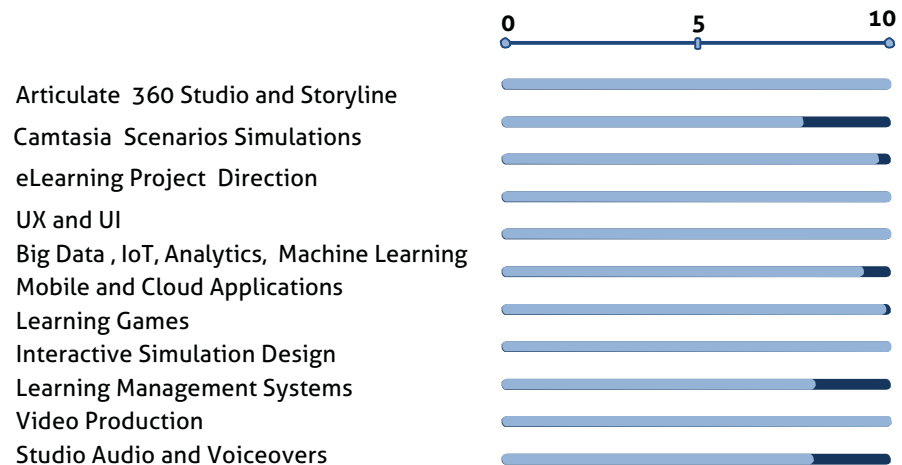 0 5 10
Articulate 360 Studio and Storyline
Camtasia Scenarios Simulations
eLearning Project Direction
UX and UI
Big Data , IoT, Analytics, Machine Learning
Mobile and Cloud Applications
Learning Games
Interactive Simulation Design
Learning Management Systems
Video Production
Studio Audio and Voiceovers